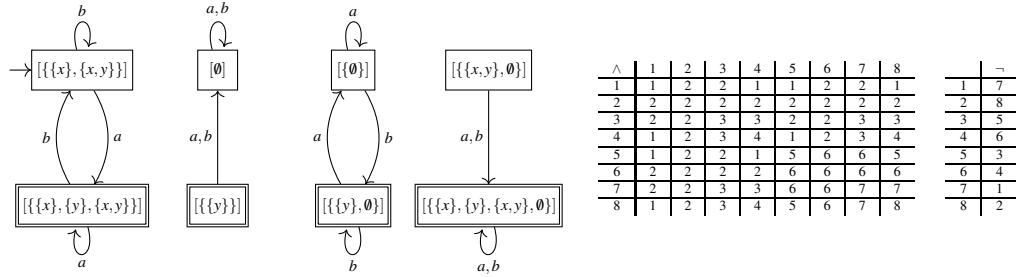 b
a,b
a
[{{x},{x,y}}]
[∅]
[{∅}]
[{{x,y},∅}]
b
a
a,b
a
b
a,b
[{{x},{y},{x,y}}]
[{{y}}]
[{{y},∅}]
[{{x},{y},{x,y},∅}]
a
b
a,b
∧ 1 2 3 4 5 6 7 8
1 1 2 2 1 1 2 2 1
2 2 2 2 2 2 2 2 2
3 2 2 3 3 2 2 3 3
4 1 2 3 4 1 2 3 4
5 1 2 2 1 5 6 6 5
6 2 2 2 2 6 6 6 6
7 2 2 3 3 6 6 7 7
8 1 2 3 4 5 6 7 8
¬
1 7
2 8
3 5
4 6
5 3
6 4
7 1
8 2